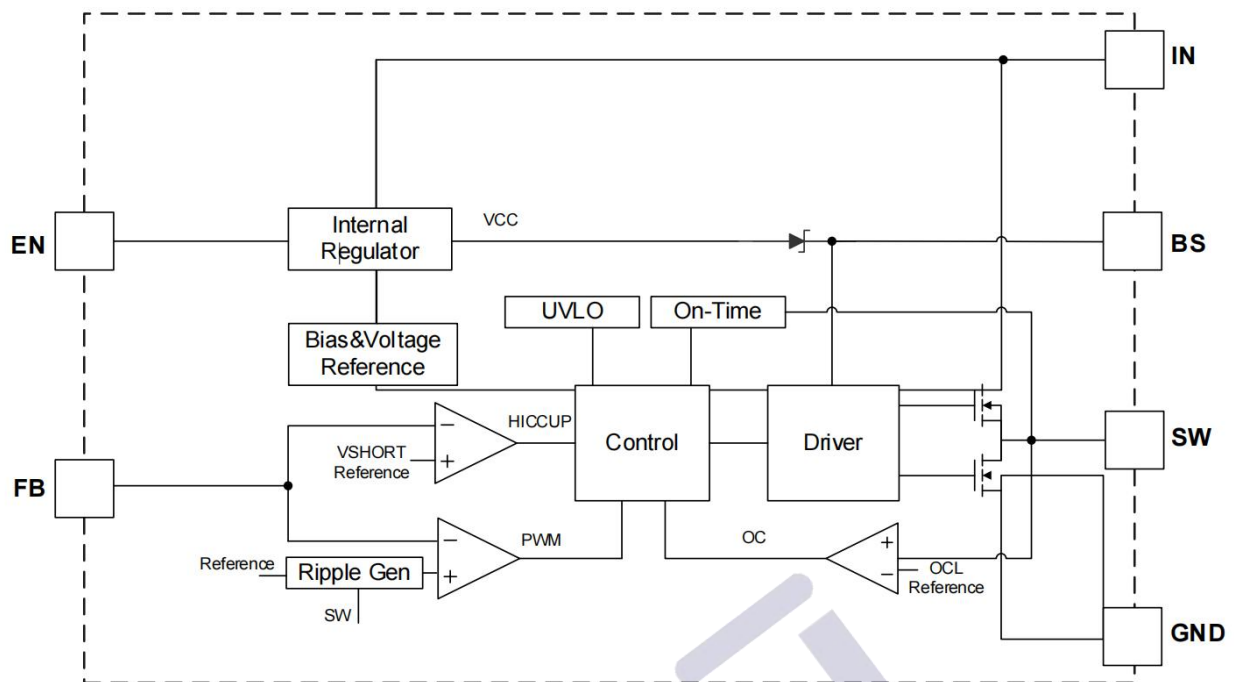 IN
EN
Internal
Regulator
VCC
BS
UVLO
On-Time
Bias&Voltage
Reference
HICCUP
VSHORT
Reference
Control
Driver
SW
FB
PWM
OC
Reference
Ripple Gen
SW
OCL
Reference
GND